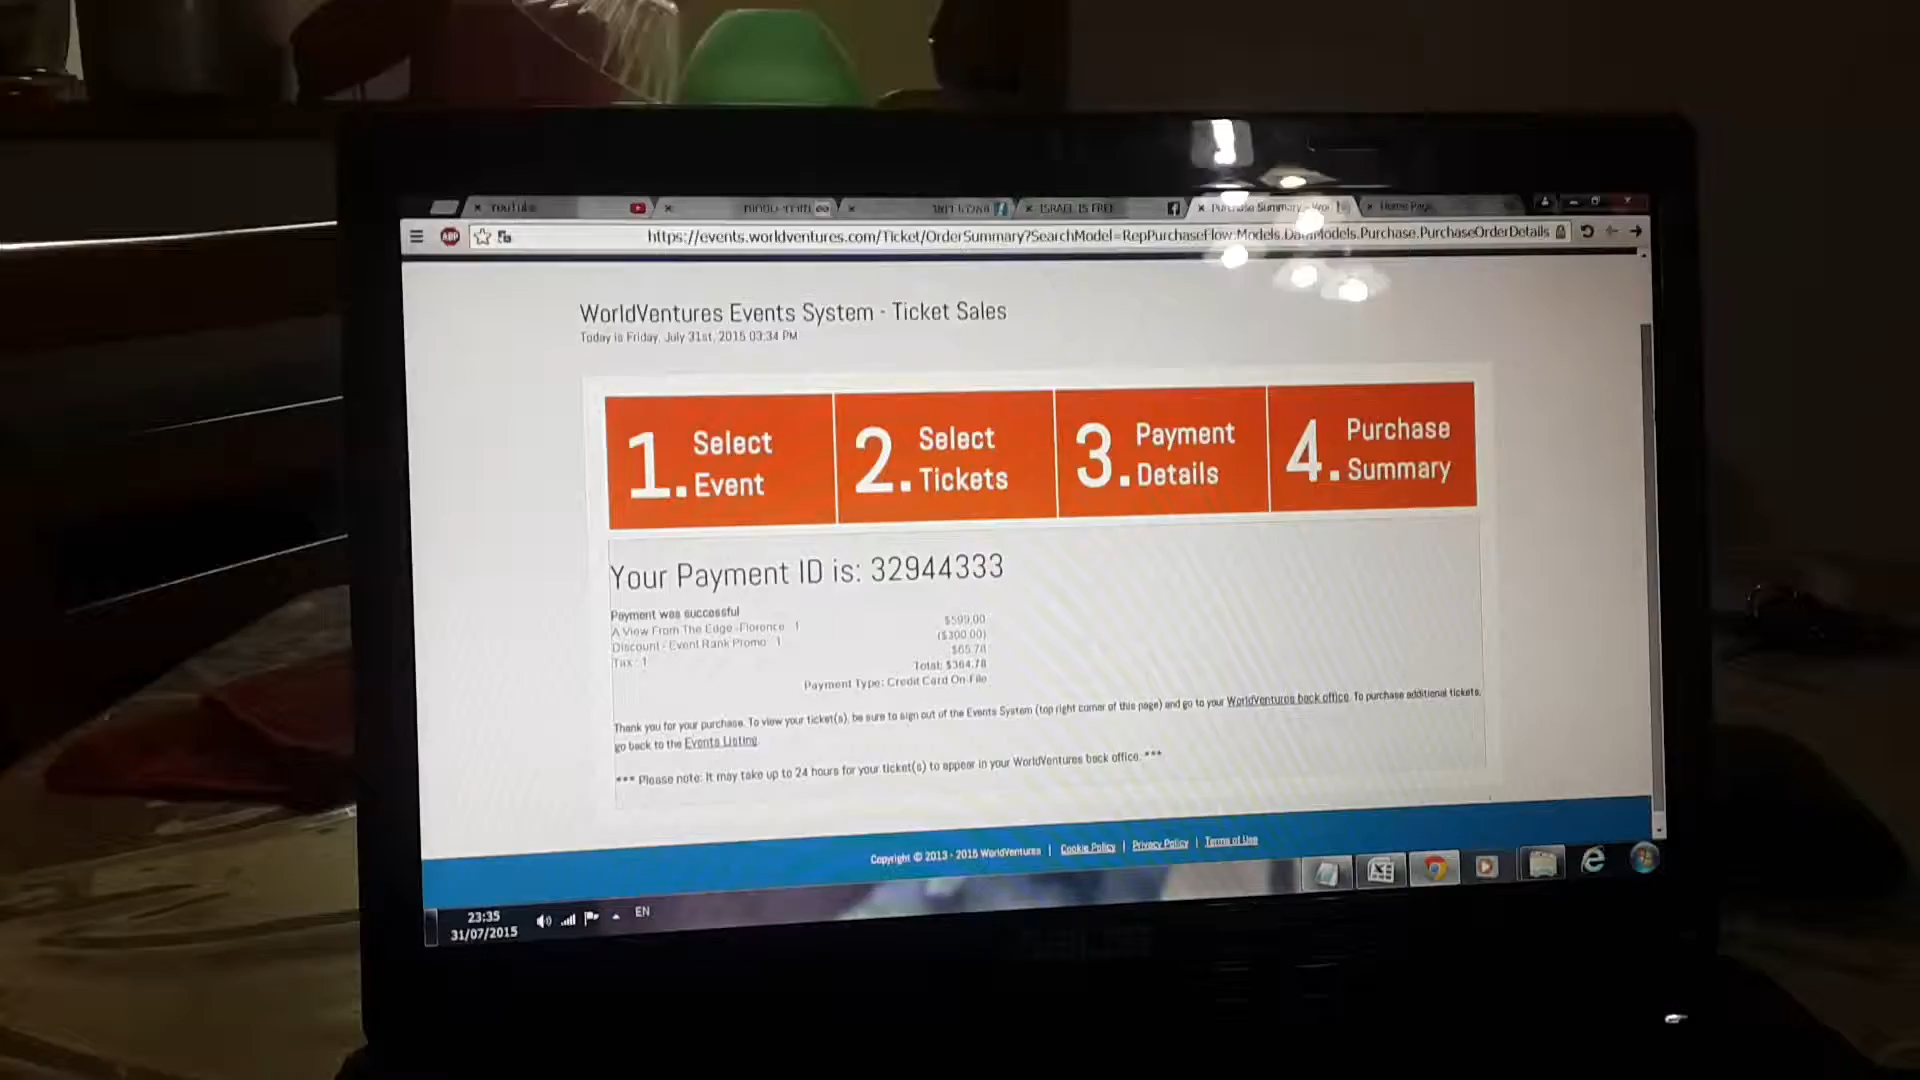 YouTube
ISRAEL IS FREE
Purchase Summary - Wor
Home Page
ABP
https://events.worldventures.com/Ticket/OrderSummary?SearchModel=RepPurchaseFlow.Models.DataModels.Purchase.PurchaseOrderDetails
WorldVentures Events System - Ticket Sales
Today is Friday, July 31st, 2015 03:34 PM
1. Select Event
2. Select Tickets
3. Payment Details
4. Purchase Summary
Your Payment ID is: 32944333
Payment was successful
A View From The Edge -Florence : 1 $599.00
Discount - Event Rank Promo : 1 ($300.00)
Tax : 1 $65.78
Total: $364.78
Payment Type: Credit Card On-File
Thank you for your purchase. To view your ticket(s), be sure to sign out of the Events System (top right corner of this page) and go to your WorldVentures back office. To purchase additional tickets,
go back to the Events Listing.
*** Please note: It may take up to 24 hours for your ticket(s) to appear in your WorldVentures back office. ***
Copyright © 2013 - 2015 WorldVentures | Cookie Policy | Privacy Policy | Terms of Use
23:35
EN
31/07/2015